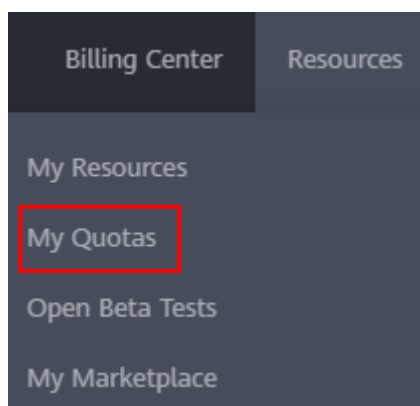 Billing Center Resources
My Resources
My Quotas
Open Beta Tests
My Marketplace